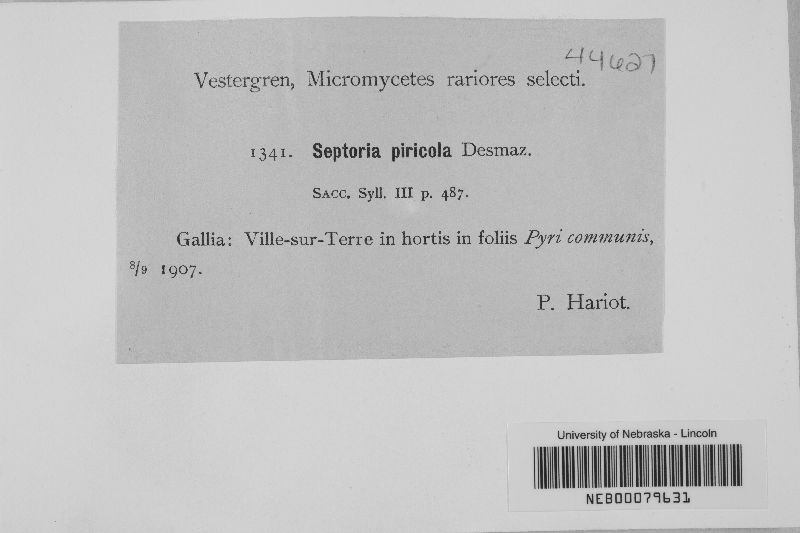 44627
Vestergren, Micromycetes rariores selecti.
1341. Septoria piricola Desmaz.
SACC. Syll. III p. 487.
Gallia: Ville-sur-Terre in hortis in foliis Pyri communis,
8/9 1907.
P. Hariot.
University of Nebraska - Lincoln
NEB00079631